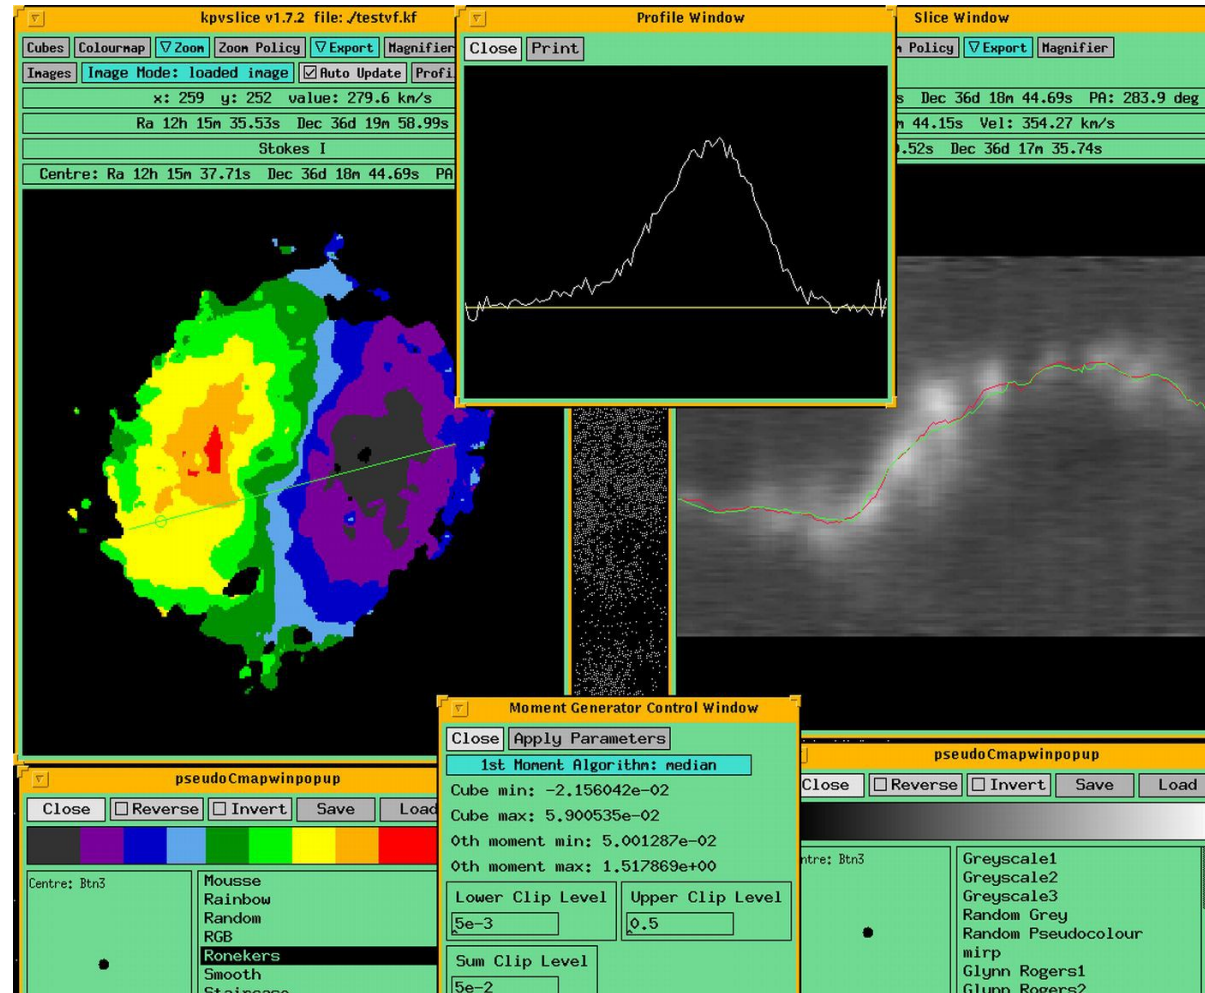 kpvslice v1.7.2 file: ./testvf.kf
Cubes Colourmap Zoom Zoom Policy Export Magnifier
Images Image Mode: loaded image Auto Update Profi
x: 259 y: 252 value: 279.6 km/s
Ra 12h 15m 35.53s Dec 36d 19m 58.99s
Stokes I
Centre: Ra 12h 15m 37.71s Dec 36d 18m 44.69s PA
Profile Window
Close Print
Slice Window
Policy Export Magnifier
s Dec 36d 18m 44.69s PA: 283.9 deg
44.15s Vel: 354.27 km/s
.52s Dec 36d 17m 35.74s
pseudoCmapwinpopup
Close Reverse Invert Save Load
Centre: Btn3
Mousse
Rainbow
Random
RGB
Ronekers
Smooth
Staircase
Moment Generator Control Window
Close Apply Parameters
1st Moment Algorithm: median
Cube min: -2.156042e-02
Cube max: 5.900535e-02
0th moment min: 5.001287e-02
0th moment max: 1.517869e+00
Lower Clip Level Upper Clip Level
5e-3 0.5
Sum Clip Level
5e-2
pseudoCmapwinpopup
Close Reverse Invert Save Load
ntre: Btn3
Greyscale1
Greyscale2
Greyscale3
Random Grey
Random Pseudocolour
mirp
Glynn Rogers1
Glynn Rogers2